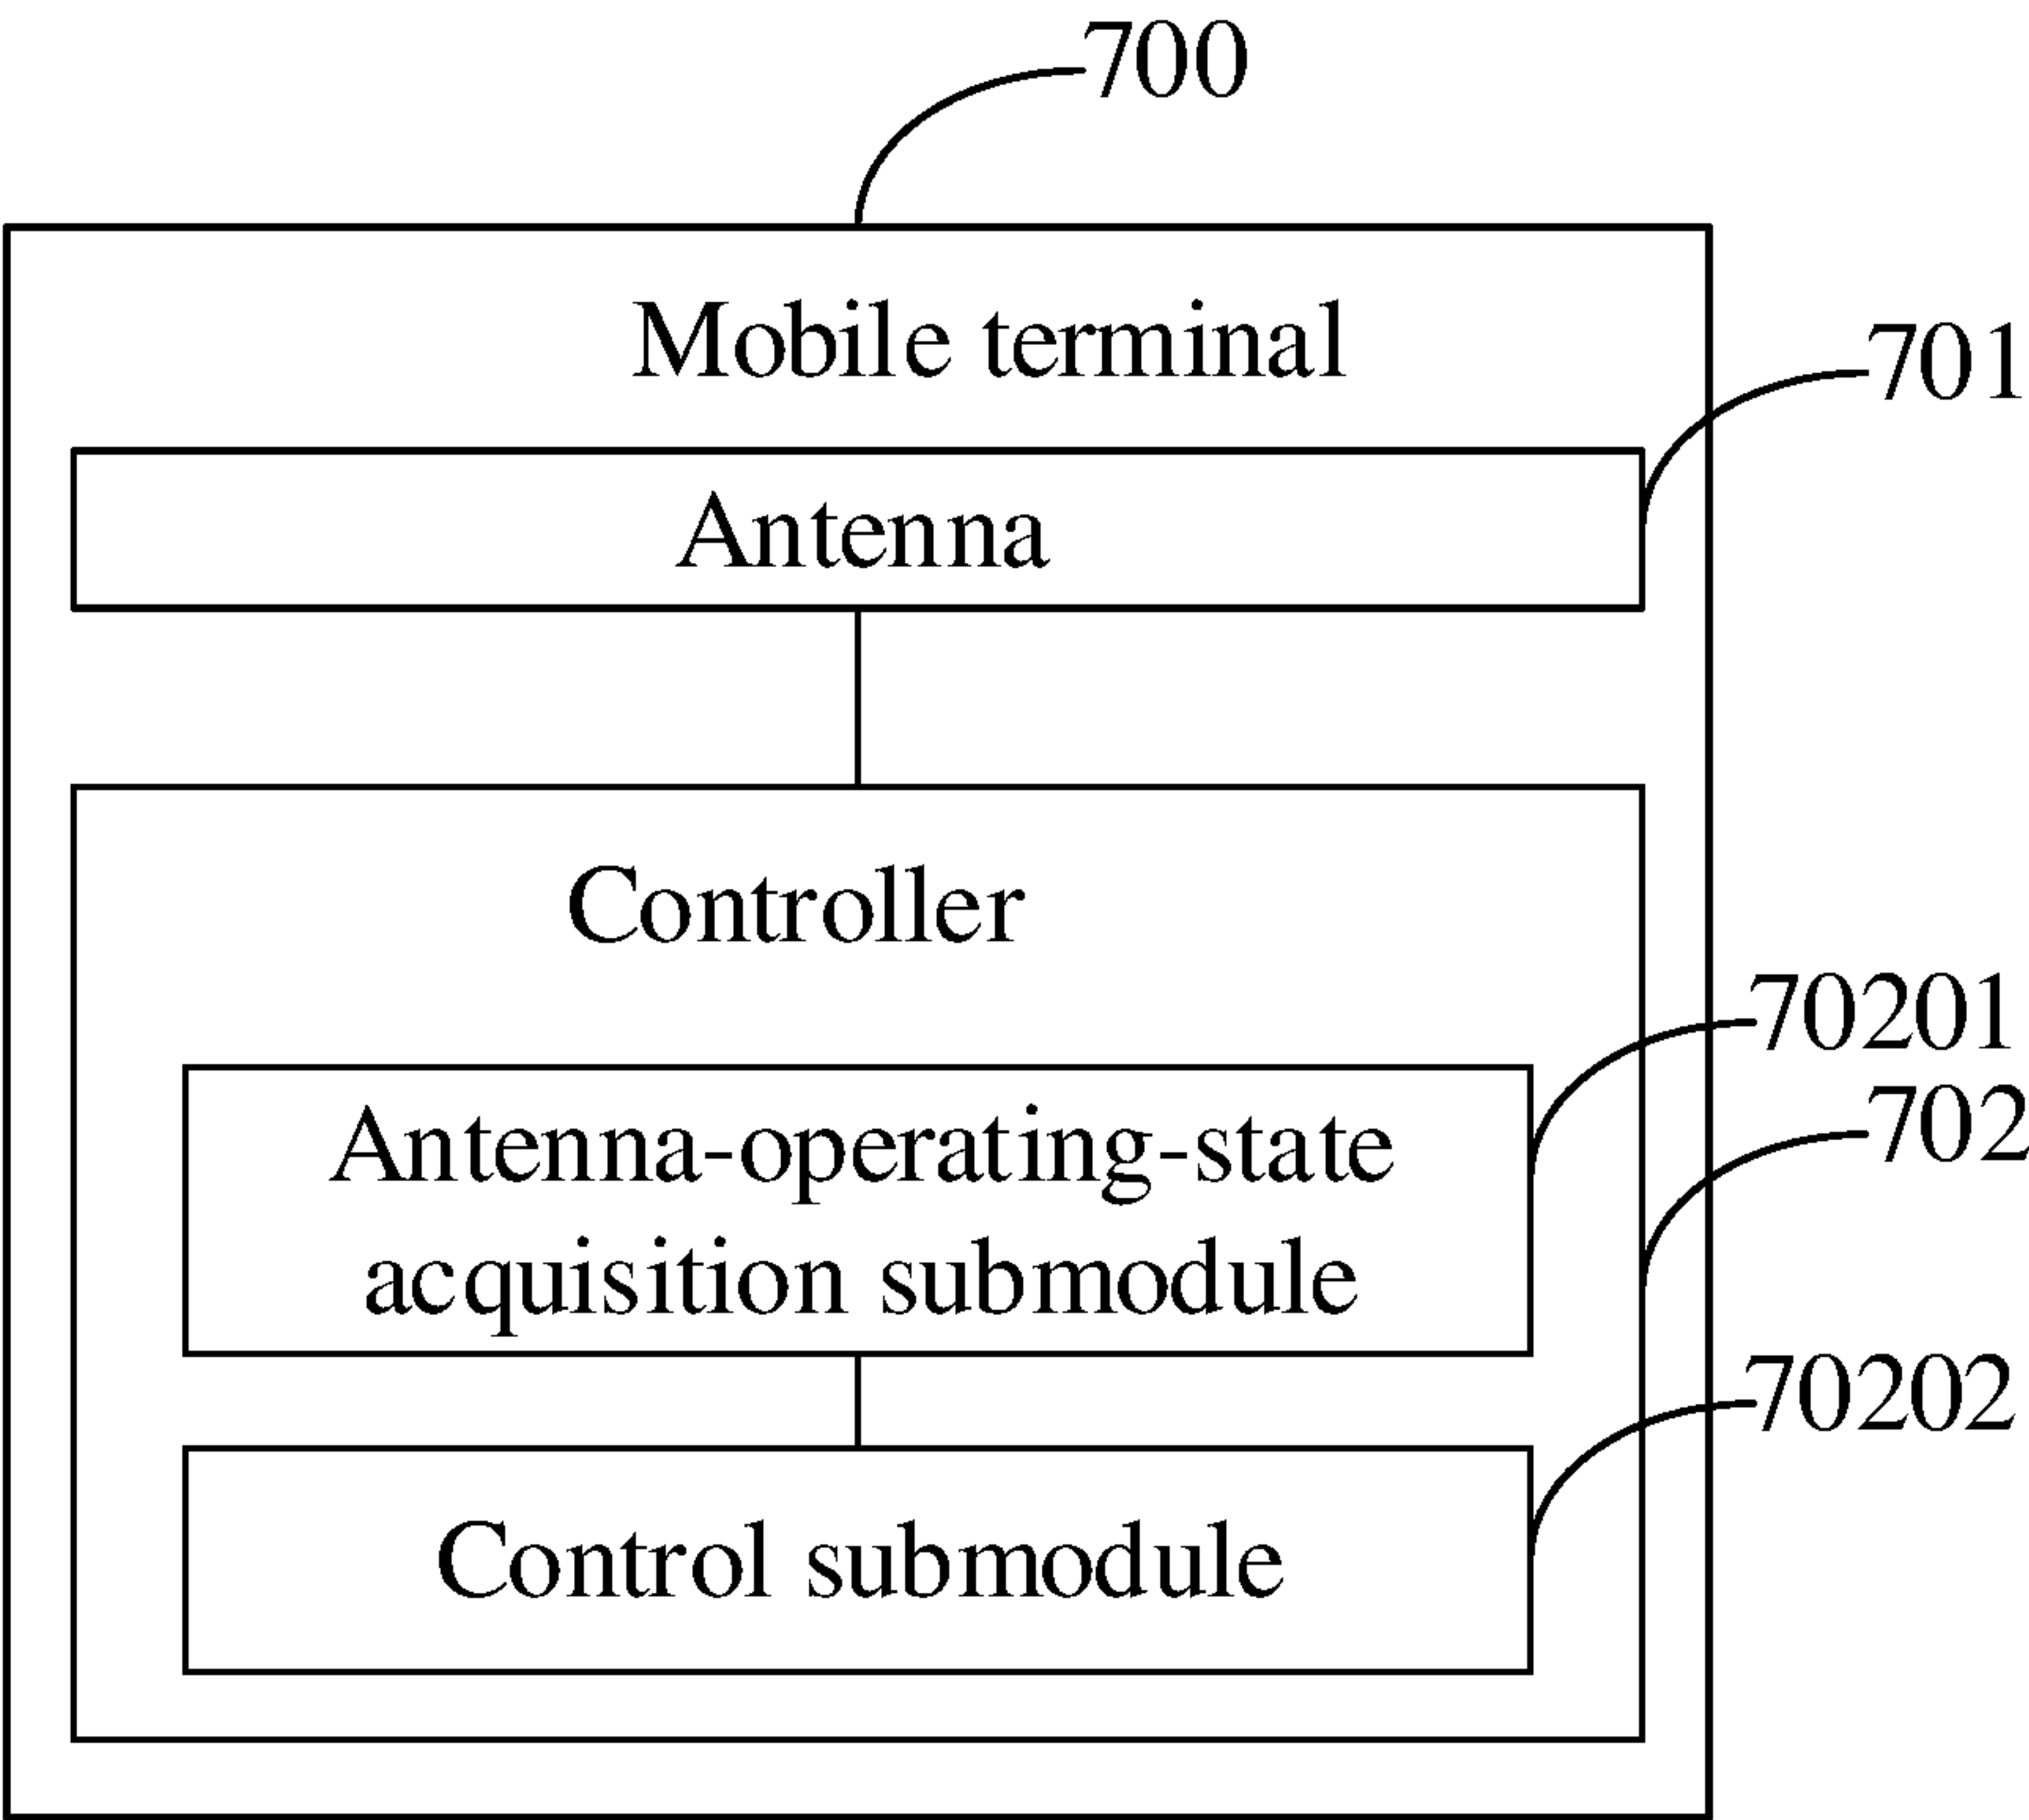 700
Mobile terminal
701
Antenna
Controller
70201
Antenna-operating-state
702
acquisition submodule
70202
Control submodule